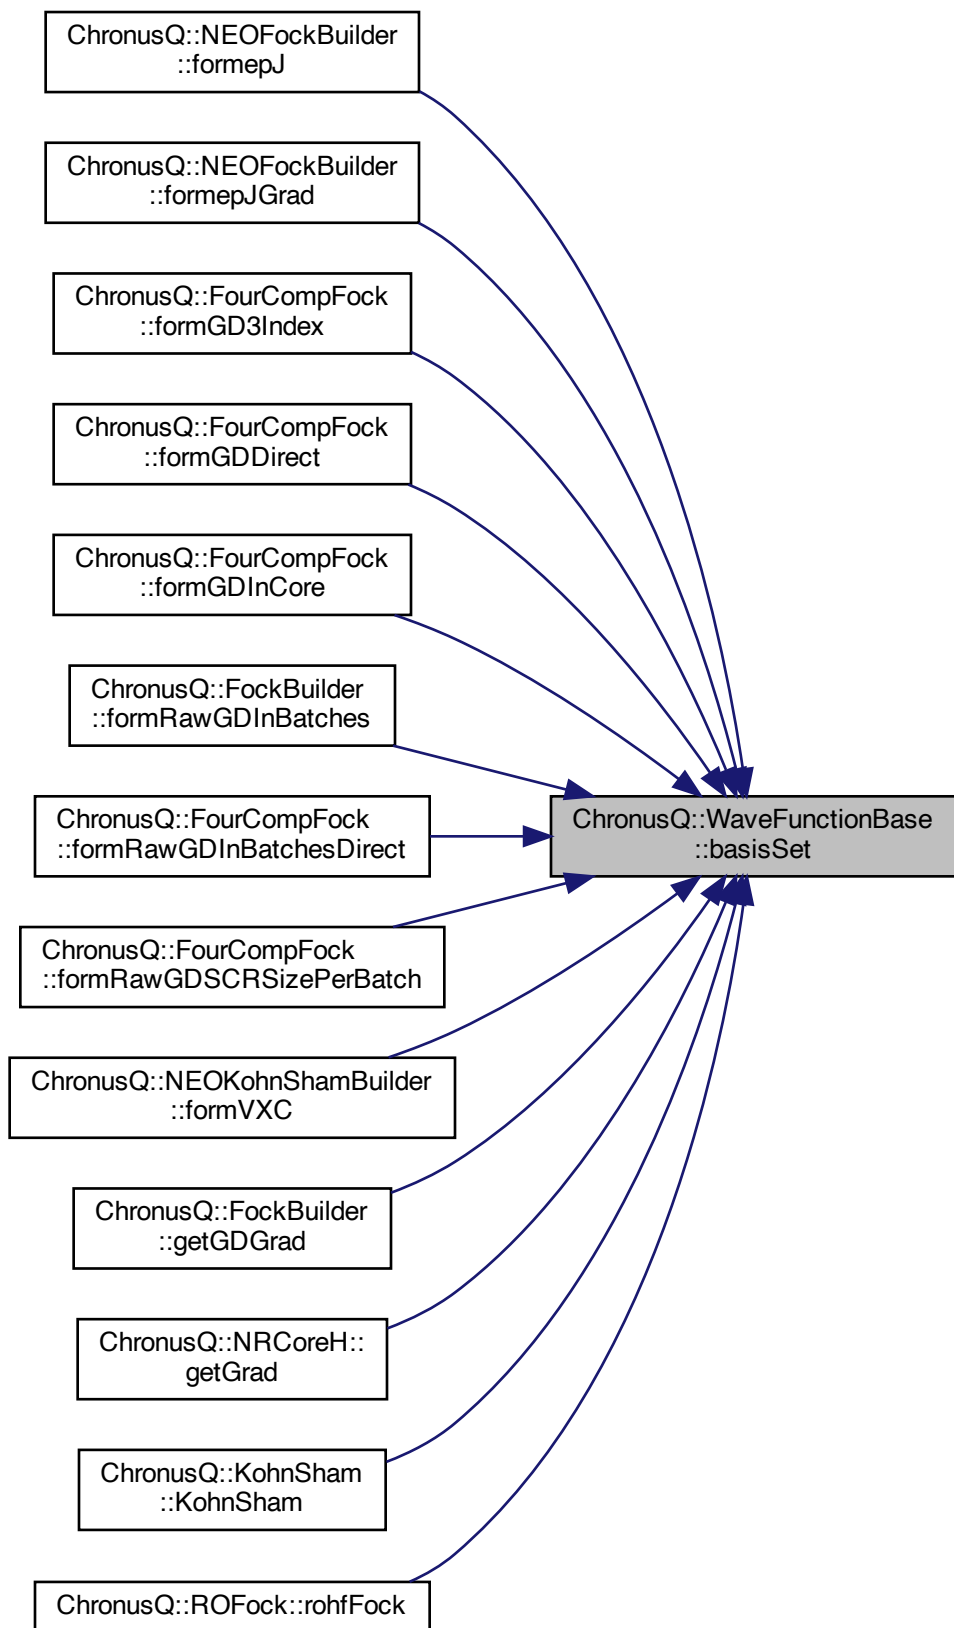 ChronusQ::NEOFockBuilder
::formepJ
ChronusQ::NEOFockBuilder
::formepJGrad
ChronusQ::FourCompFock
::formGD3Index
ChronusQ::FourCompFock
::formGDDirect
ChronusQ::FourCompFock
::formGDInCore
ChronusQ::FockBuilder
::formRawGDInBatches
ChronusQ::FourCompFock
::formRawGDInBatchesDirect
ChronusQ::WaveFunctionBase
::basisSet
ChronusQ::FourCompFock
::formRawGDSCRSizePerBatch
ChronusQ::NEOKohnShamBuilder
::formVXC
ChronusQ::FockBuilder
::getGDGrad
ChronusQ::NRCoreH::
getGrad
ChronusQ::KohnSham
::KohnSham
ChronusQ::ROFock::rohfFock